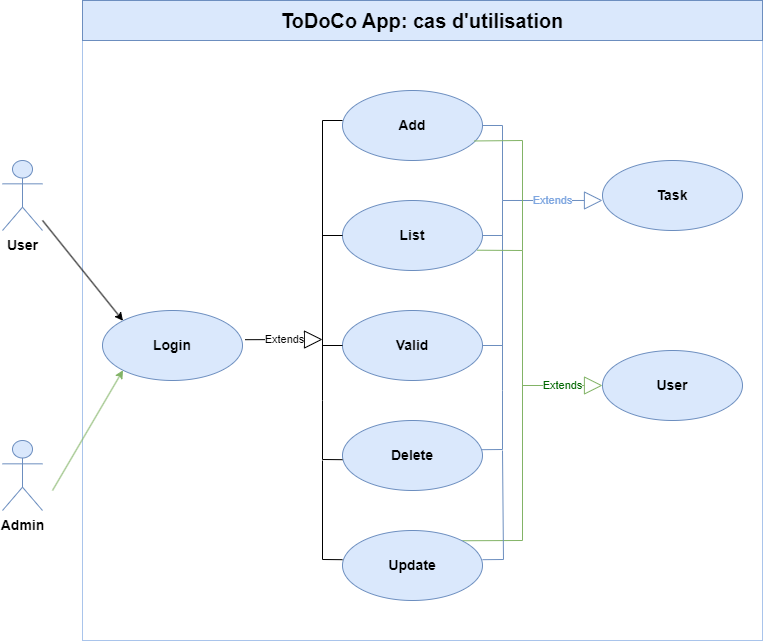 ToDoCo App: cas d'utilisation
Add
Extends
Task
User
List
Login
Extends
Valid
Extends
User
Delete
Admin
Update